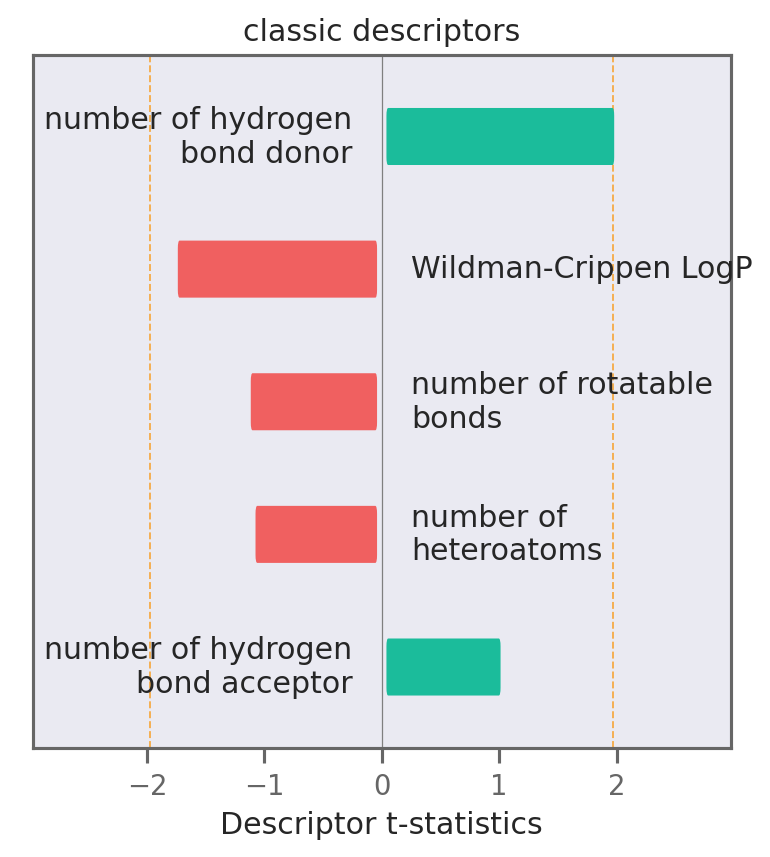 classic descriptors
number of hydrogen
bond donor
Wildman-Crippen LogP
number of rotatable
bonds
number of
heteroatoms
number of hydrogen
bond acceptor
−2 −1 0 1 2
Descriptor t-statistics